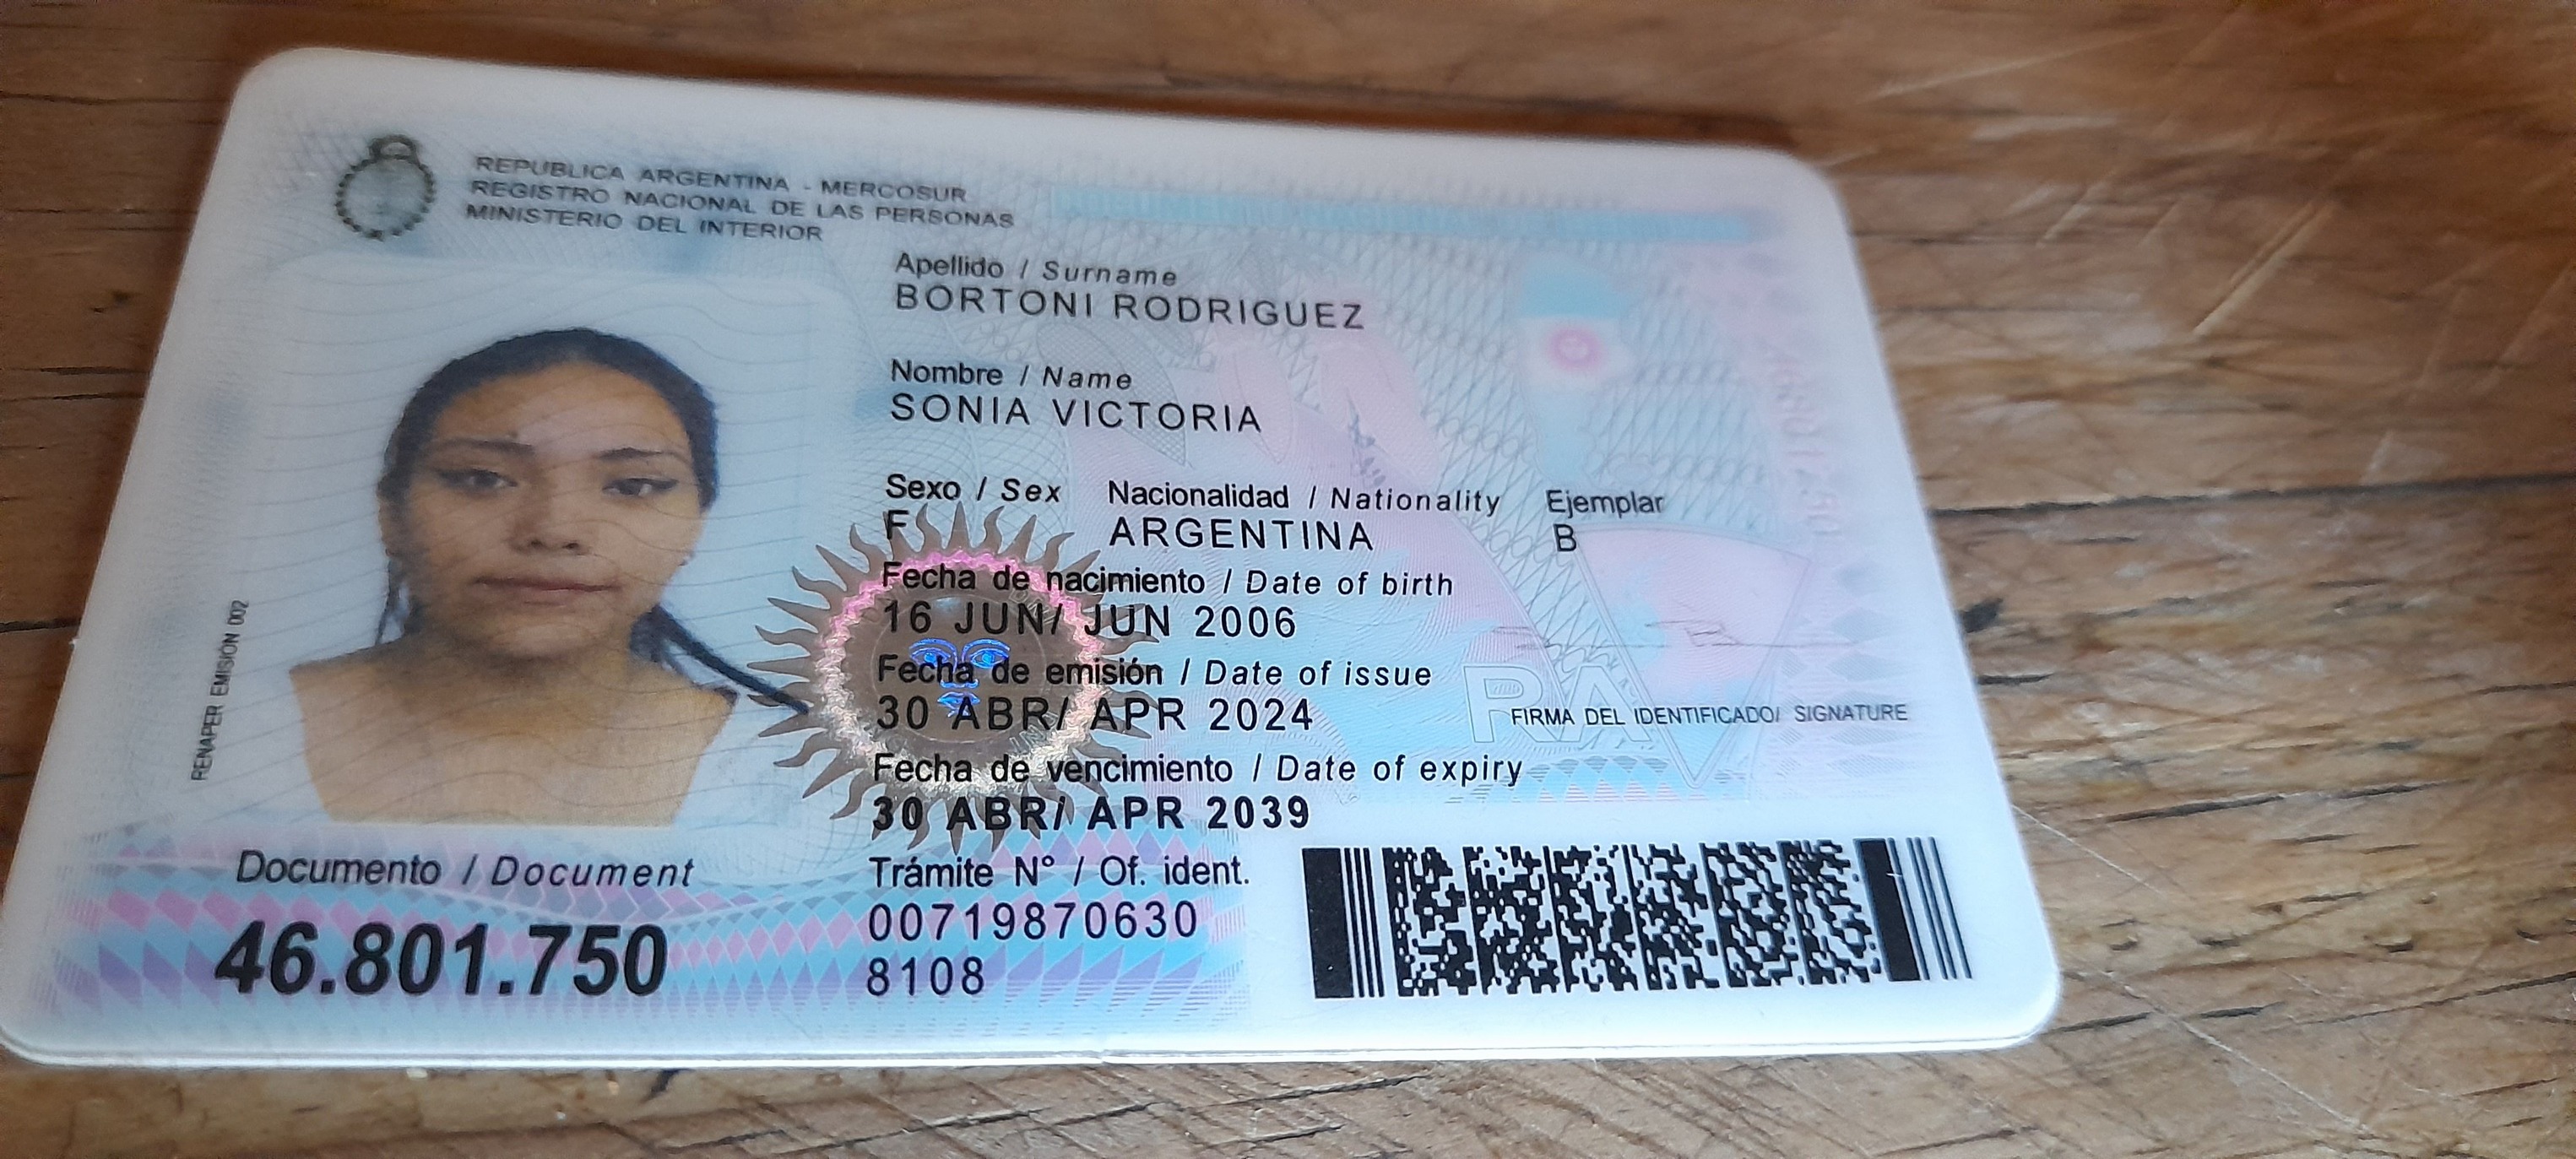 REPUBLICA ARGENTINA - MERCOSUR
REGISTRO NACIONAL DE LAS PERSONAS
MINISTERIO DEL INTERIOR
Apellido / Surname
BORTONI RODRIGUEZ
Nombre / Name
SONIA VICTORIA
Sexo / Sex Nacionalidad / Nationality Ejemplar
F ARGENTINA B
Fecha de nacimiento / Date of birth
16 JUN/ JUN 2006
Fecha de emisión / Date of issue
30 ABR/ APR 2024
FIRMA DEL IDENTIFICADO/ SIGNATURE
Fecha de vencimiento / Date of expiry
30 ABR/ APR 2039
Documento / Document
46.801.750
Trámite N° / Of. ident.
00719870630
8108
RENAPER EMISIÓN 002
RA